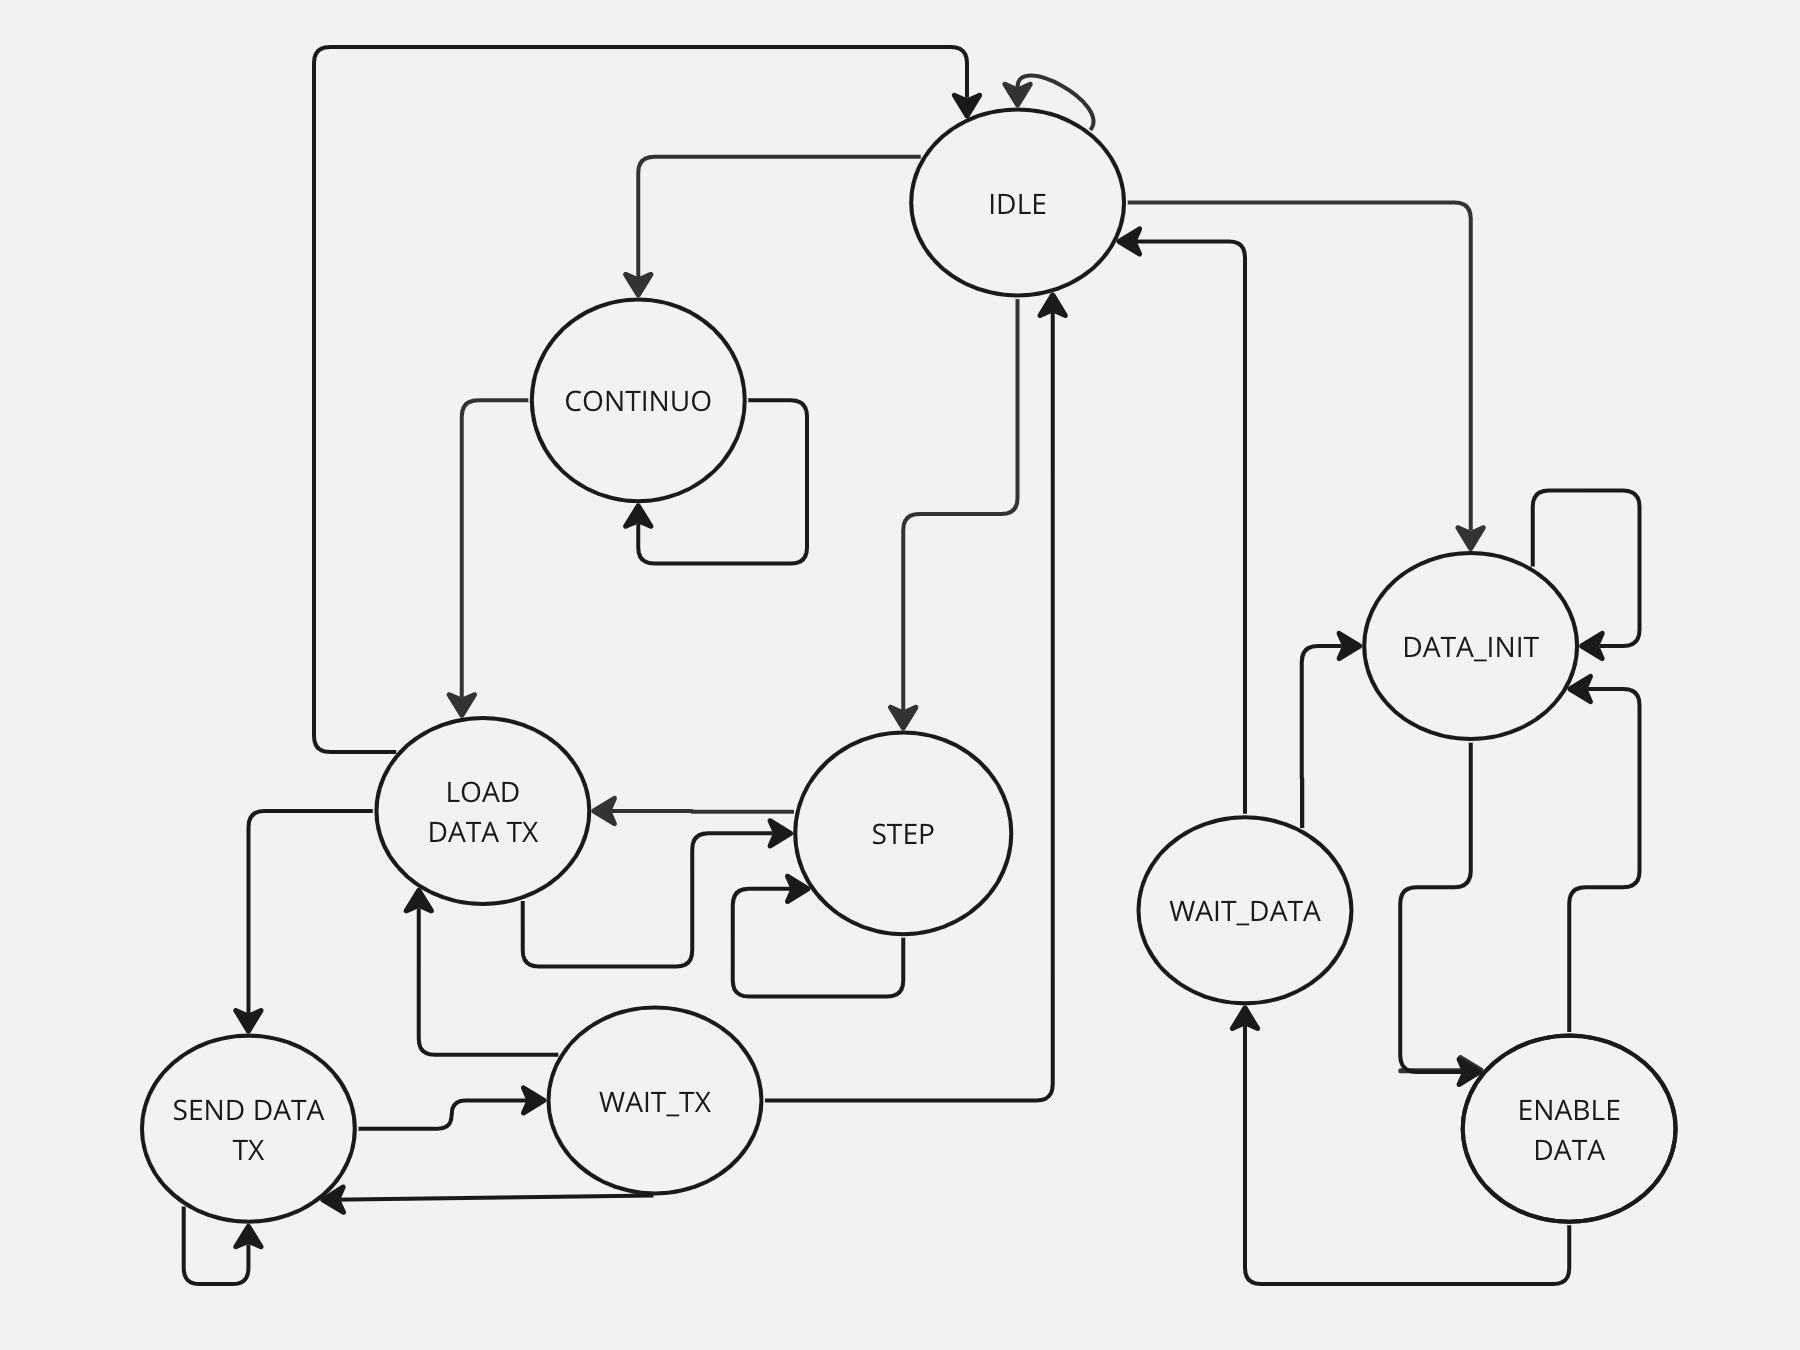 IDLE
CONTINUO
DATA_INIT
LOAD
DATA TX
STEP
WAIT_DATA
SEND DATA
TX
WAIT_TX
ENABLE
DATA